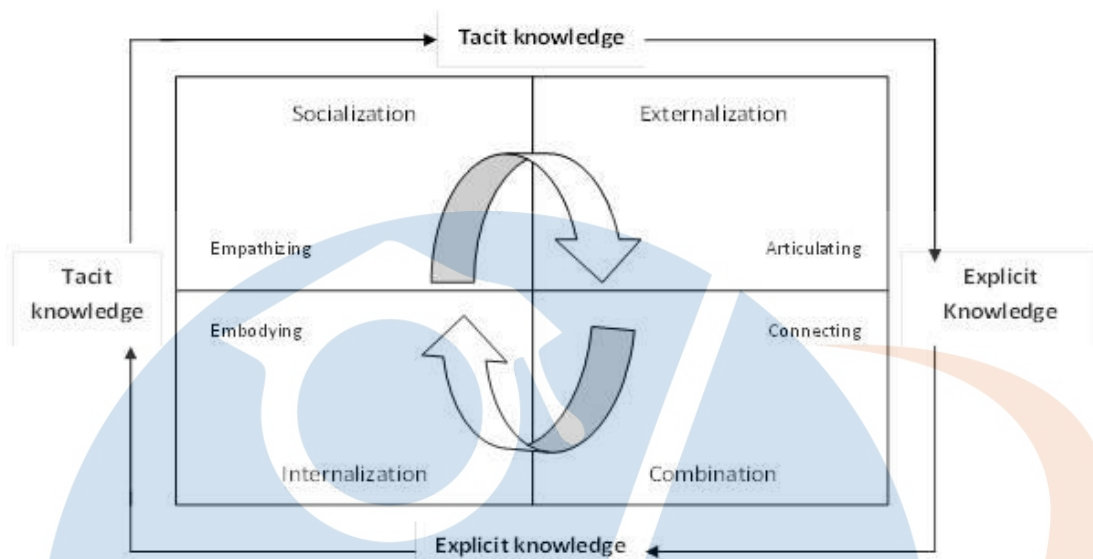 Tacit knowledge
Socialization
Externalization
Empathizing
Articulating
Tacit
knowledge
Explicit
Knowledge
Embodying
Connecting
Internalization
Combination
Explicit knowledge